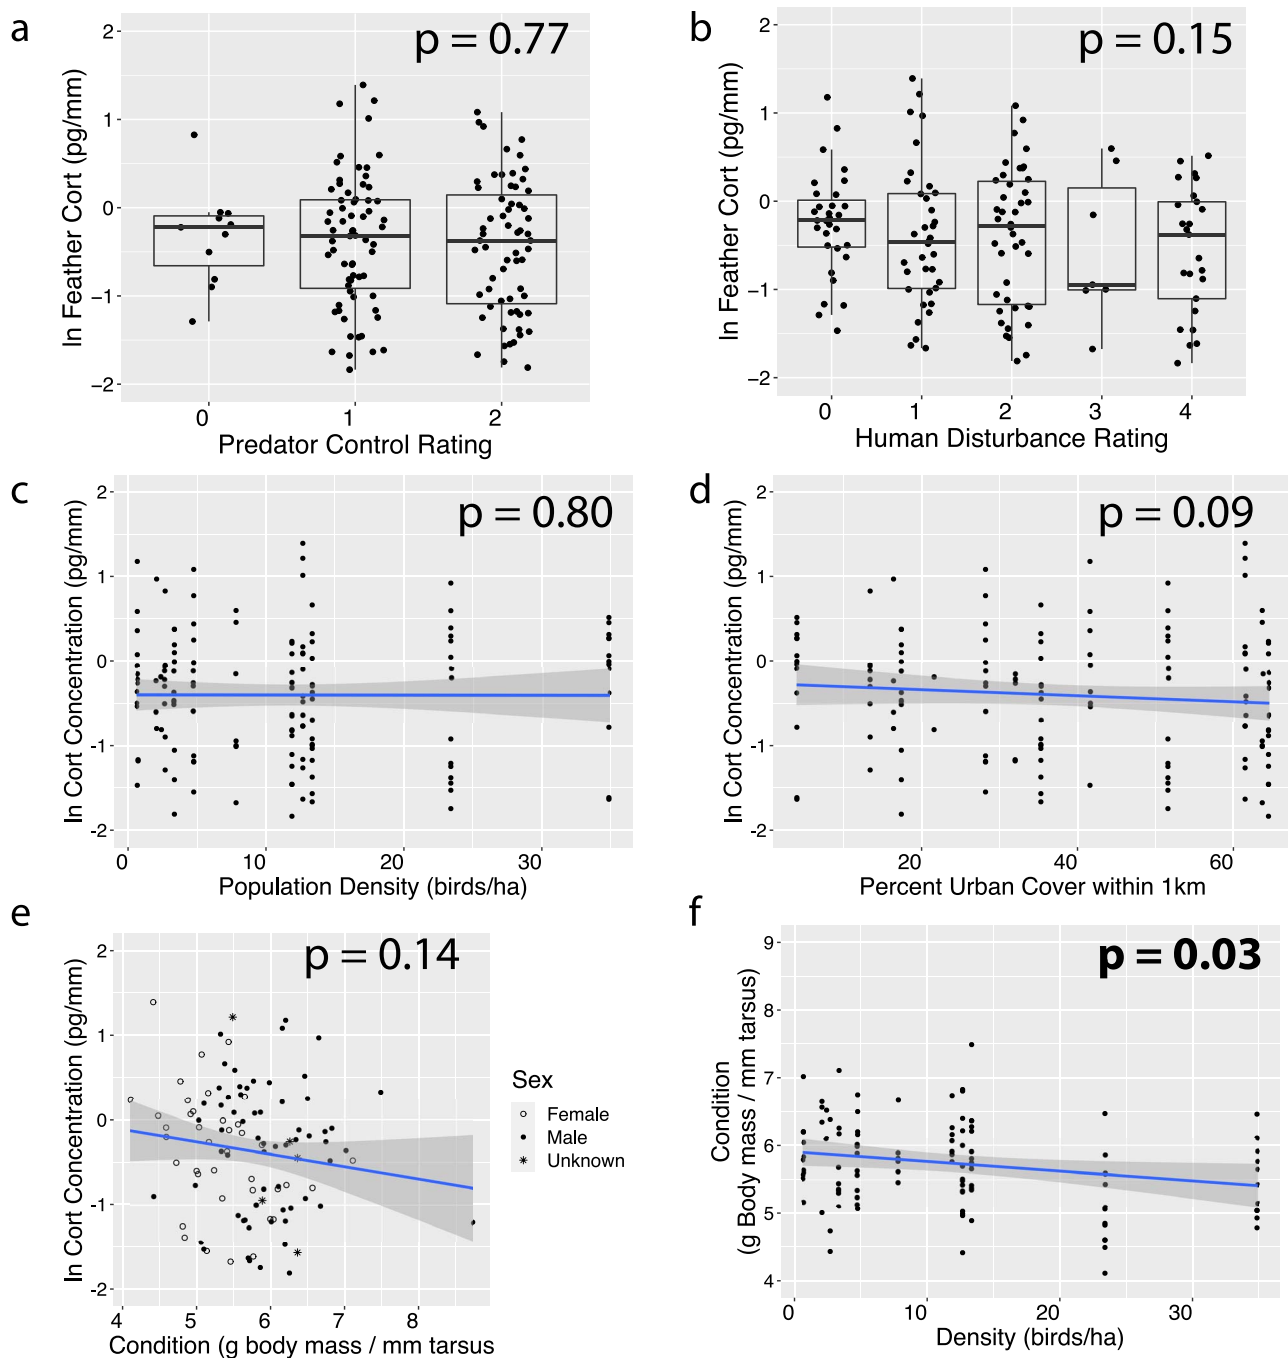 a
p = 0.77
2
1
0
−1
−2
ln Feather Cort (pg/mm)
0 1 2
Predator Control Rating
b
p = 0.15
2
1
0
−1
−2
ln Feather Cort (pg/mm)
0 1 2 3 4
Human Disturbance Rating
c
p = 0.80
2
1
0
-1
-2
ln Cort Concentration (pg/mm)
0 10 20 30
Population Density (birds/ha)
d
p = 0.09
2
1
0
-1
-2
ln Cort Concentration (pg/mm)
20 40 60
Percent Urban Cover within 1km
e
p = 0.14
2
1
0
-1
-2
ln Cort Concentration (pg/mm)
4 5 6 7 8
Condition (g body mass / mm tarsus
Sex
Female
Male
Unknown
f
p = 0.03
9
8
7
6
5
4
Condition
(g Body mass / mm tarsus)
0 10 20 30
Density (birds/ha)